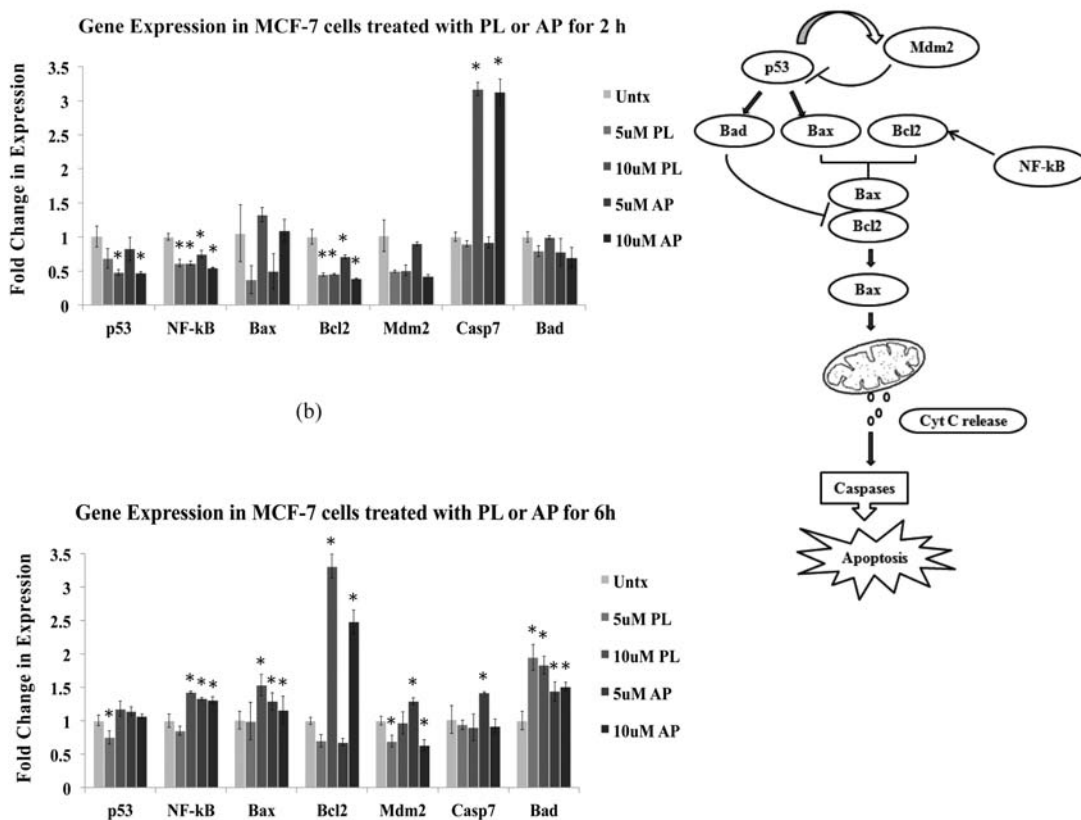 Gene Expression in MCF-7 cells treated with PL or AP for 2 h
Fold Change in Expression
3.5
3
2.5
2
1.5
1
0.5
0
*
* * * *
* * * *
* *
p53 NF-kB Bax Bcl2 Mdm2 Casp7 Bad
Untx
5uM PL
10uM PL
5uM AP
10uM AP
(b)
Gene Expression in MCF-7 cells treated with PL or AP for 6h
Fold Change in Expression
3.5
3
2.5
2
1.5
1
0.5
0
p53 NF-kB Bax Bcl2 Mdm2 Casp7 Bad
Untx
5uM PL
10uM PL
5uM AP
10uM AP
Mdm2
p53
Bad Bax Bcl2
NF-kB
Bax
Bcl2
Bax
Cyt C release
Caspases
Apoptosis